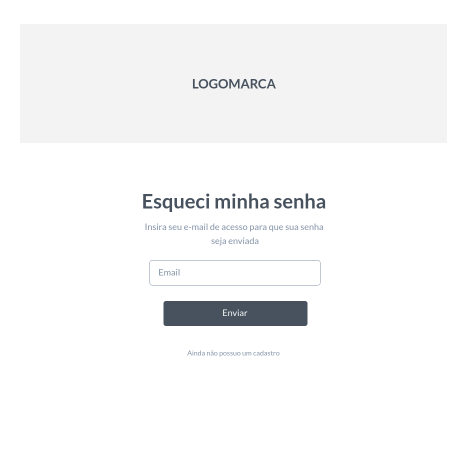 LOGOMARCA
Esqueci minha senha
Insira seu e-mail de acesso para que sua senha
seja enviada
Email
Enviar
Ainda não possuo um cadastro